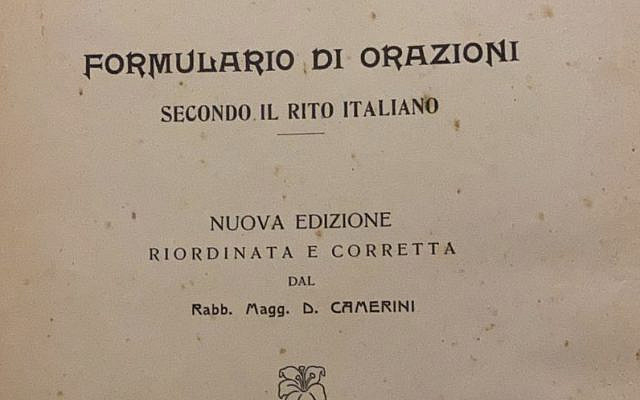 FORMULARIO DI ORAZIONI
SECONDO IL RITO ITALIANO
NUOVA EDIZIONE
RIORDINATA E CORRETTA
DAL
Rabb. Magg. D. CAMERINI